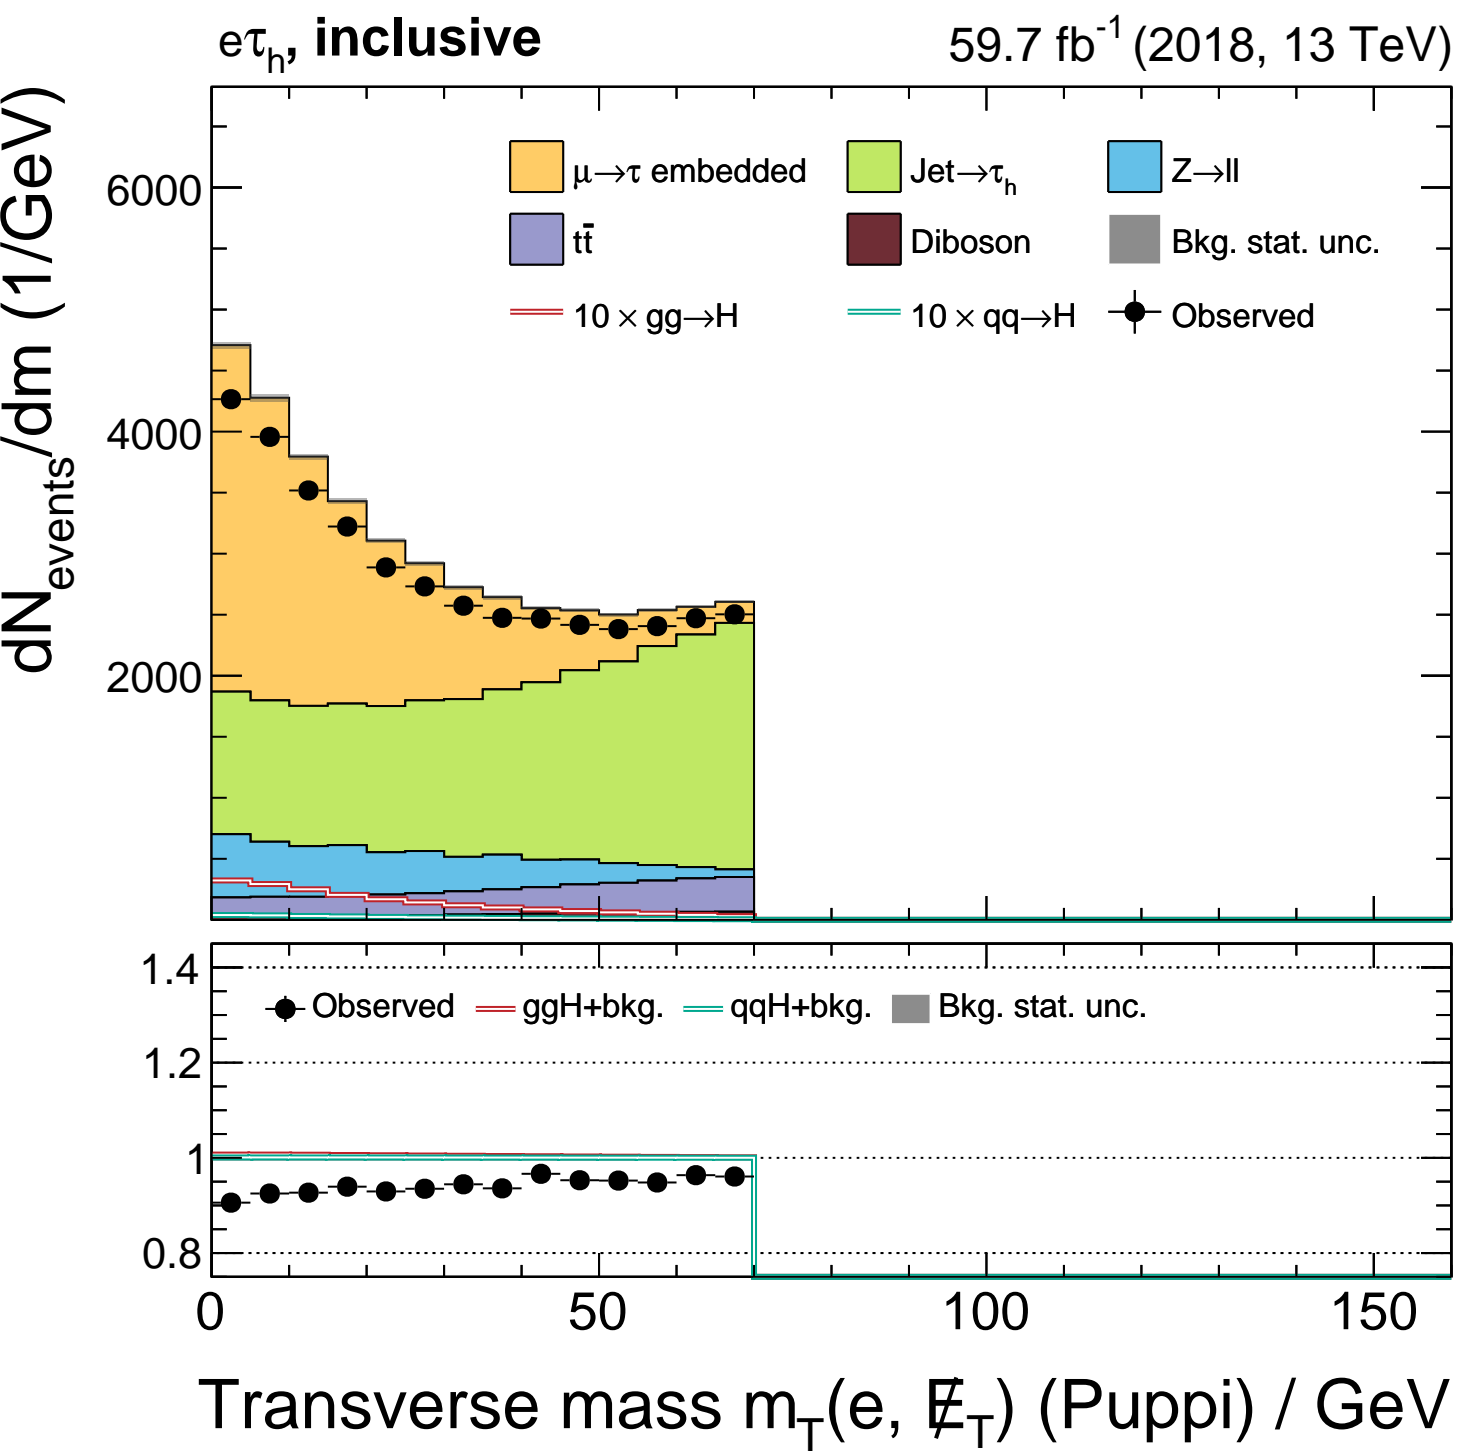 eτh, inclusive 59.7 fb-1 (2018, 13 TeV)
dNevents/dm (1/GeV)
6000
4000
2000
μ→τ embedded Jet→τh Z→ll
tt̄ Diboson Bkg. stat. unc.
10 × gg→H 10 × qq→H Observed
1.4
1.2
1
0.8
Observed ggH+bkg. qqH+bkg. Bkg. stat. unc.
0 50 100 150
Transverse mass mT(e, E̸T) (Puppi) / GeV